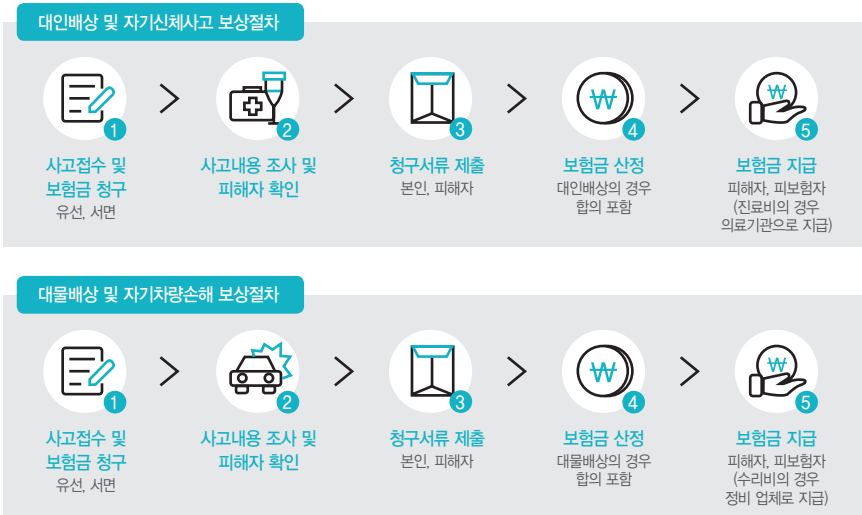 대인배상 및 자기신체사고 보상절차
1
2
3
4
5
사고접수 및
보험금 청구
유선, 서면
사고내용 조사 및
피해자 확인
청구서류 제출
본인, 피해자
보험금 산정
대인배상의 경우
합의 포함
보험금 지급
피해자, 피보험자
(진료비의 경우
의료기관으로 지급)
대물배상 및 자기차량손해 보상절차
1
2
3
4
5
사고접수 및
보험금 청구
유선, 서면
사고내용 조사 및
피해자 확인
청구서류 제출
본인, 피해자
보험금 산정
대물배상의 경우
합의 포함
보험금 지급
피해자, 피보험자
(수리비의 경우
정비 업체로 지급)